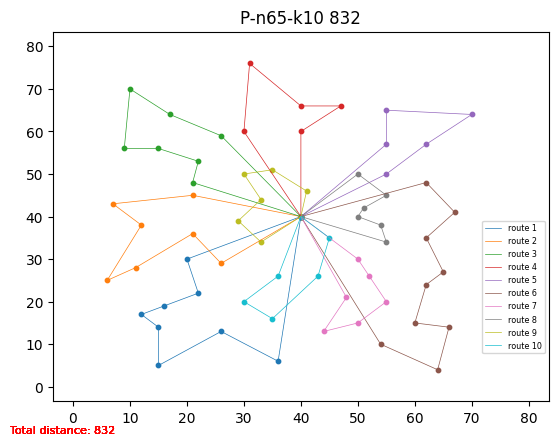 P-n65-k10 832
80
70
60
50
40
30
20
10
0
0 10 20 30 40 50 60 70 80
route 1
route 2
route 3
route 4
route 5
route 6
route 7
route 8
route 9
route 10
Total distance: 832